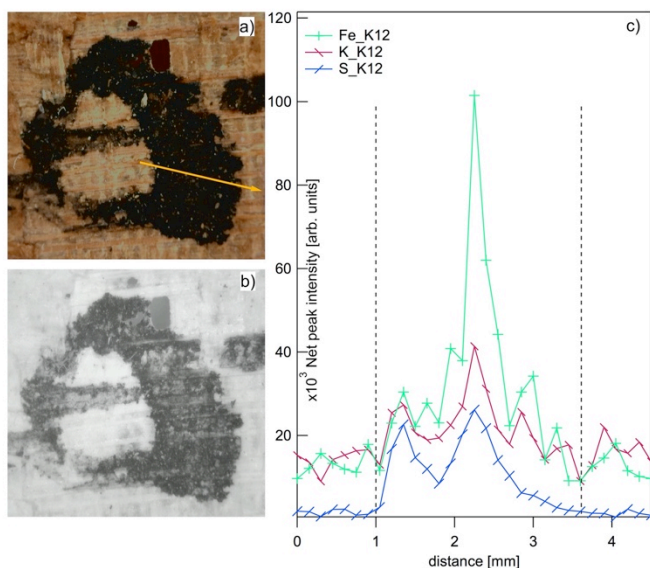 a)
b)
c)
Fe_K12
K_K12
S_K12
x10³ Net peak intensity [arb. units]
120
100
80
60
40
20
0
1
2
3
4
distance [mm]